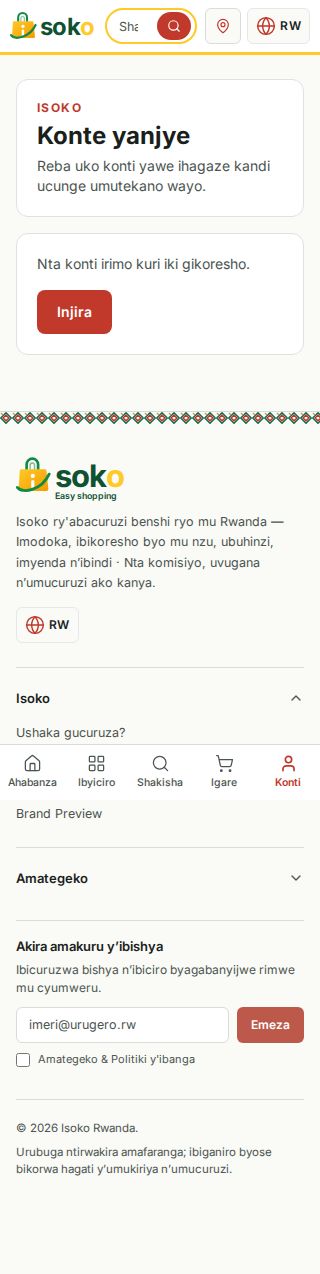 soko
Sha
RW
ISOKO
Konte yanjye
Reba uko konti yawe ihagaze kandi
ucunge umutekano wayo.
Nta konti irimo kuri iki gikoresho.
Injira
soko
Easy shopping
Isoko ry'abacuruzi benshi ryo mu Rwanda —
Imodoka, ibikoresho byo mu nzu, ubuhinzi,
imyenda n’ibindi · Nta komisiyo, uvugana
n’umucuruzi ako kanya.
RW
Isoko
Ushaka gucuruza?
Ahabanza
Ibyiciro
Shakisha
Igare
Konti
Brand Preview
Amategeko
Akira amakuru y’ibishya
Ibicuruzwa bishya n’ibiciro byagabanyijwe rimwe
mu cyumweru.
imeri@urugero.rw
Emeza
Amategeko & Politiki y'ibanga
© 2026 Isoko Rwanda.
Urubuga ntirwakira amafaranga; ibiganiro byose
bikorwa hagati y’umukiriya n’umucuruzi.